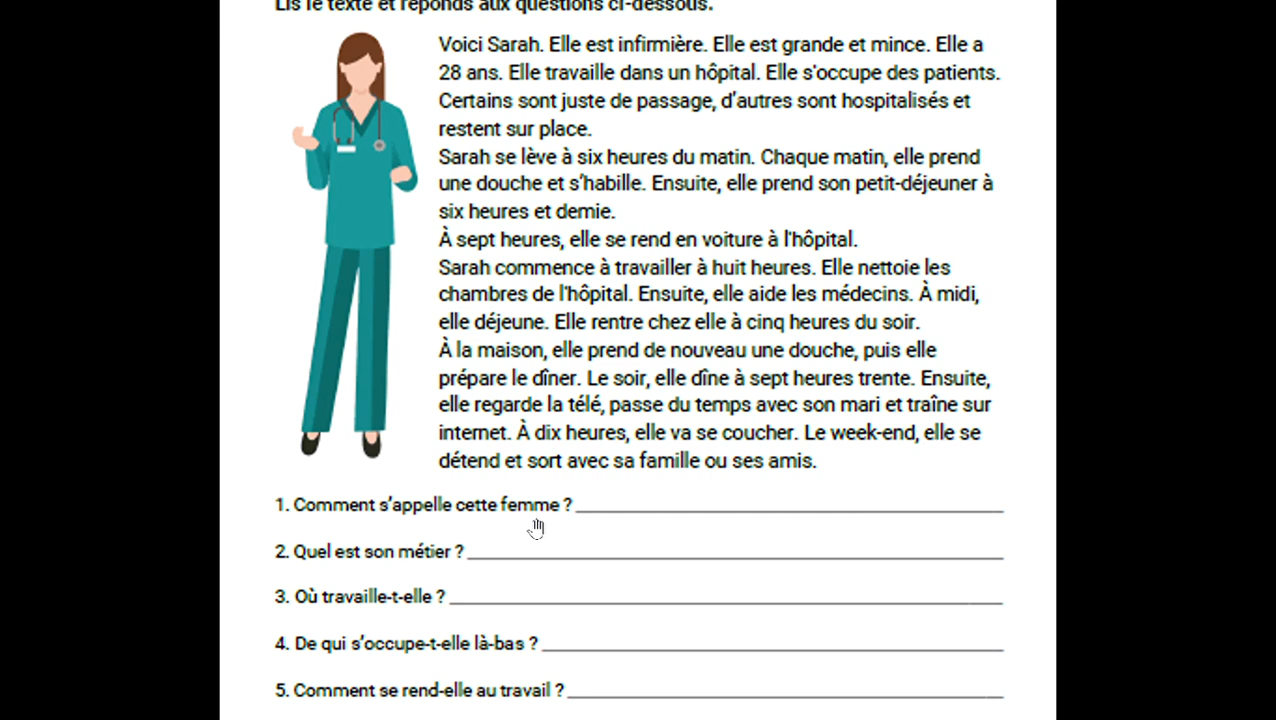 Lis le texte et réponds aux questions ci-dessous.
Voici Sarah. Elle est infirmière. Elle est grande et mince. Elle a
28 ans. Elle travaille dans un hôpital. Elle s'occupe des patients.
Certains sont juste de passage, d'autres sont hospitalisés et
restent sur place.
Sarah se lève à six heures du matin. Chaque matin, elle prend
une douche et s'habille. Ensuite, elle prend son petit-déjeuner à
six heures et demie.
À sept heures, elle se rend en voiture à l'hôpital.
Sarah commence à travailler à huit heures. Elle nettoie les
chambres de l'hôpital. Ensuite, elle aide les médecins. À midi,
elle déjeune. Elle rentre chez elle à cinq heures du soir.
À la maison, elle prend de nouveau une douche, puis elle
prépare le dîner. Le soir, elle dîne à sept heures trente. Ensuite,
elle regarde la télé, passe du temps avec son mari et traîne sur
internet. À dix heures, elle va se coucher. Le week-end, elle se
détend et sort avec sa famille ou ses amis.
1. Comment s'appelle cette femme ?
2. Quel est son métier ?
3. Où travaille-t-elle ?
4. De qui s'occupe-t-elle là-bas ?
5. Comment se rend-elle au travail ?